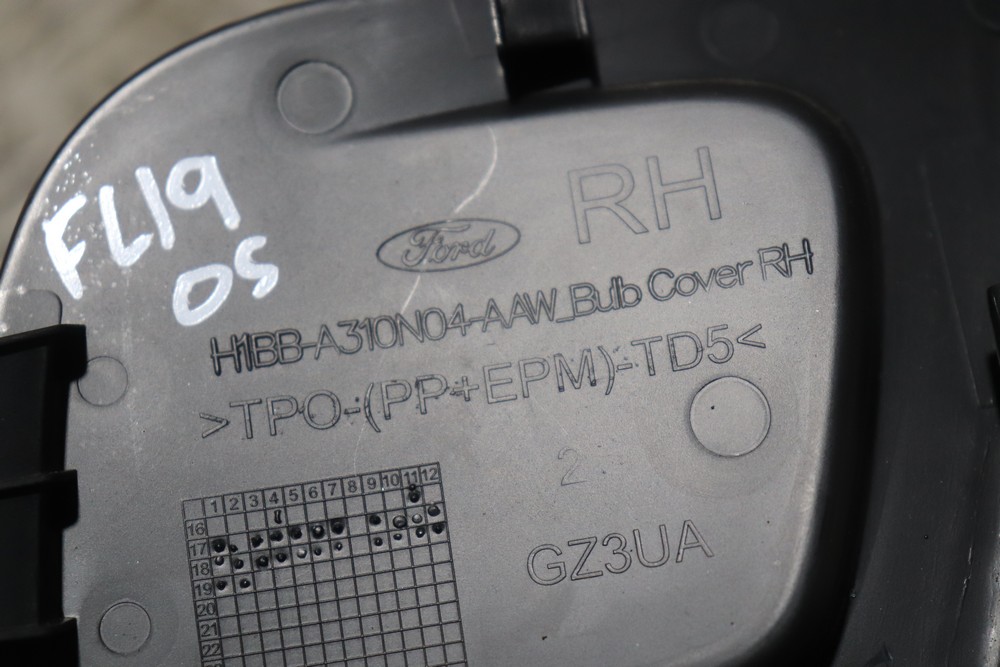 FL19
OS
RH
Ford
H1BB-A310N04-AAW_Bulb Cover RH
>TPO-(PP+EPM)-TD5<
2
GZ3UA
1 2 3 4 5 6 7 8 9 10 11 12
16
17
18
19
20
21
22